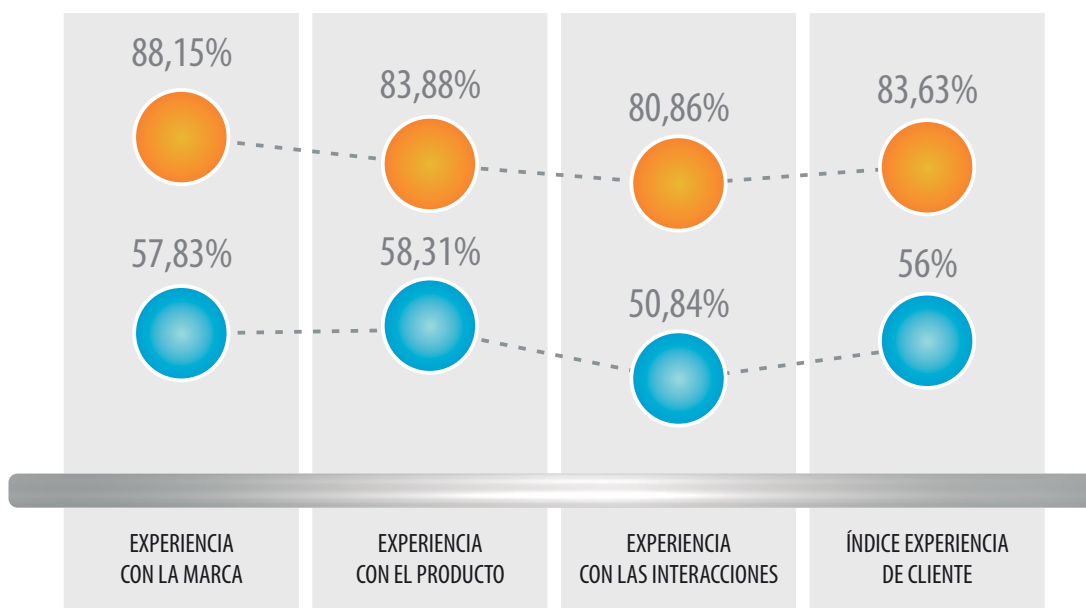 88,15%
83,88%
80,86%
83,63%
57,83%
58,31%
50,84%
56%
EXPERIENCIA
CON LA MARCA
EXPERIENCIA
CON EL PRODUCTO
EXPERIENCIA
CON LAS INTERACCIONES
ÍNDICE EXPERIENCIA
DE CLIENTE